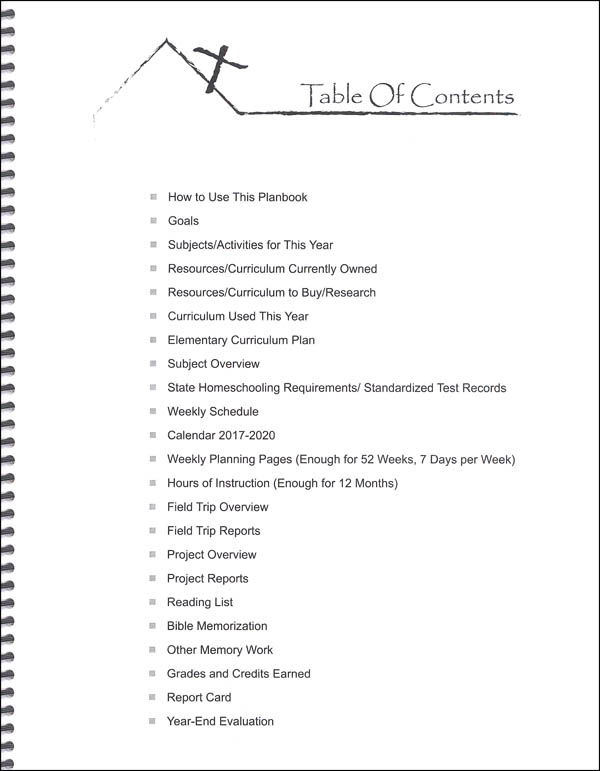 Table Of Contents
How to Use This Planbook
Goals
Subjects/Activities for This Year
Resources/Curriculum Currently Owned
Resources/Curriculum to Buy/Research
Curriculum Used This Year
Elementary Curriculum Plan
Subject Overview
State Homeschooling Requirements/ Standardized Test Records
Weekly Schedule
Calendar 2017-2020
Weekly Planning Pages (Enough for 52 Weeks, 7 Days per Week)
Hours of Instruction (Enough for 12 Months)
Field Trip Overview
Field Trip Reports
Project Overview
Project Reports
Reading List
Bible Memorization
Other Memory Work
Grades and Credits Earned
Report Card
Year-End Evaluation